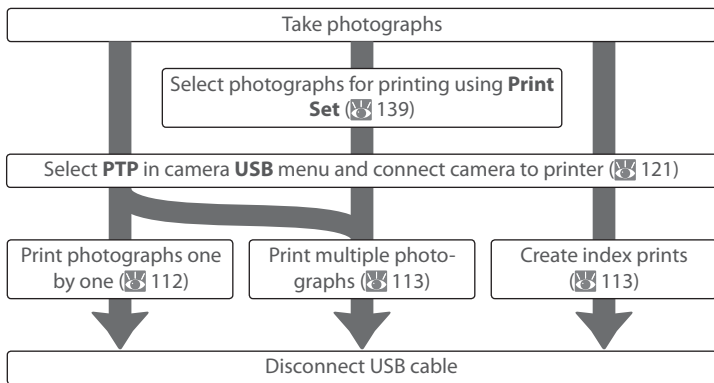 Take photographs
Select photographs for printing using Print
Set ( 139)
Select PTP in camera USB menu and connect camera to printer ( 121)
Print photographs one
by one ( 112)
Print multiple photo-
graphs ( 113)
Create index prints
( 113)
Disconnect USB cable